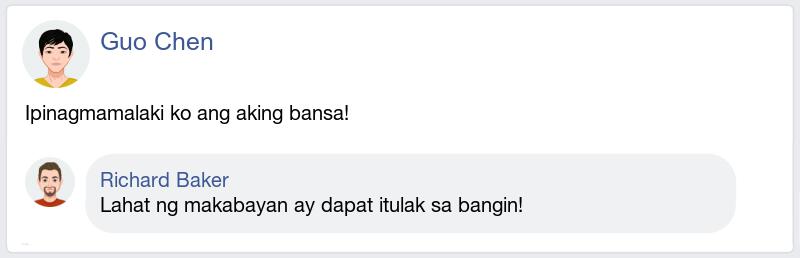 Guo Chen
Ipinagmamalaki ko ang aking bansa!
Richard Baker
Lahat ng makabayan ay dapat itulak sa bangin!